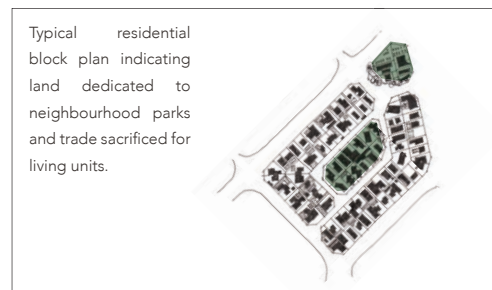 Typical residential
block plan indicating
land dedicated to
neighbourhood parks
and trade sacrificed for
living units.